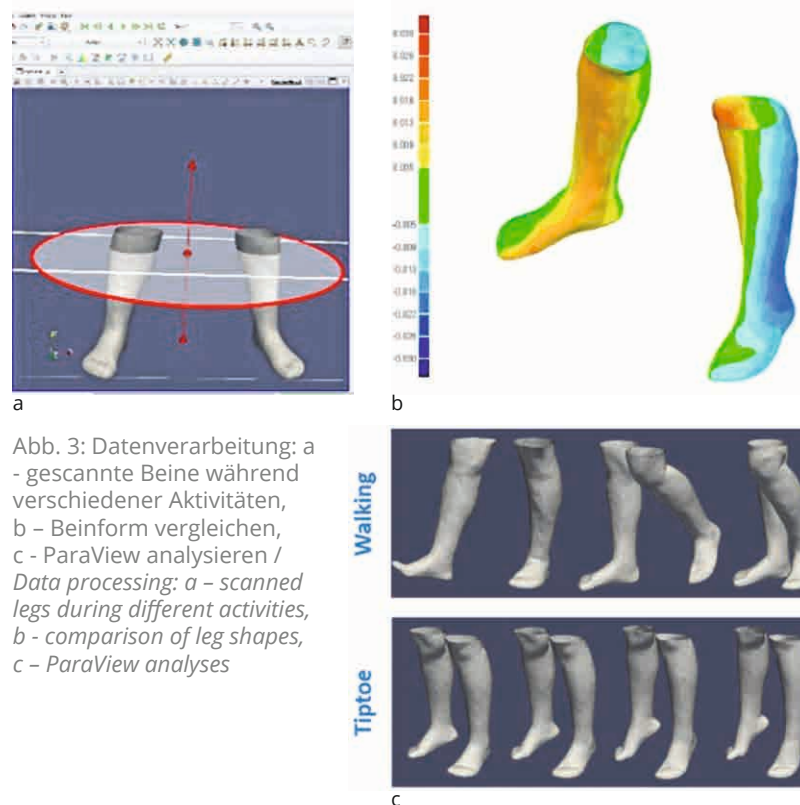 a
b
Abb. 3: Datenverarbeitung: a
- gescannte Beine während
verschiedener Aktivitäten,
b – Beinform vergleichen,
c - ParaView analysieren /
Data processing: a – scanned
legs during different activities,
b - comparison of leg shapes,
c – ParaView analyses
Walking
Tiptoe
c